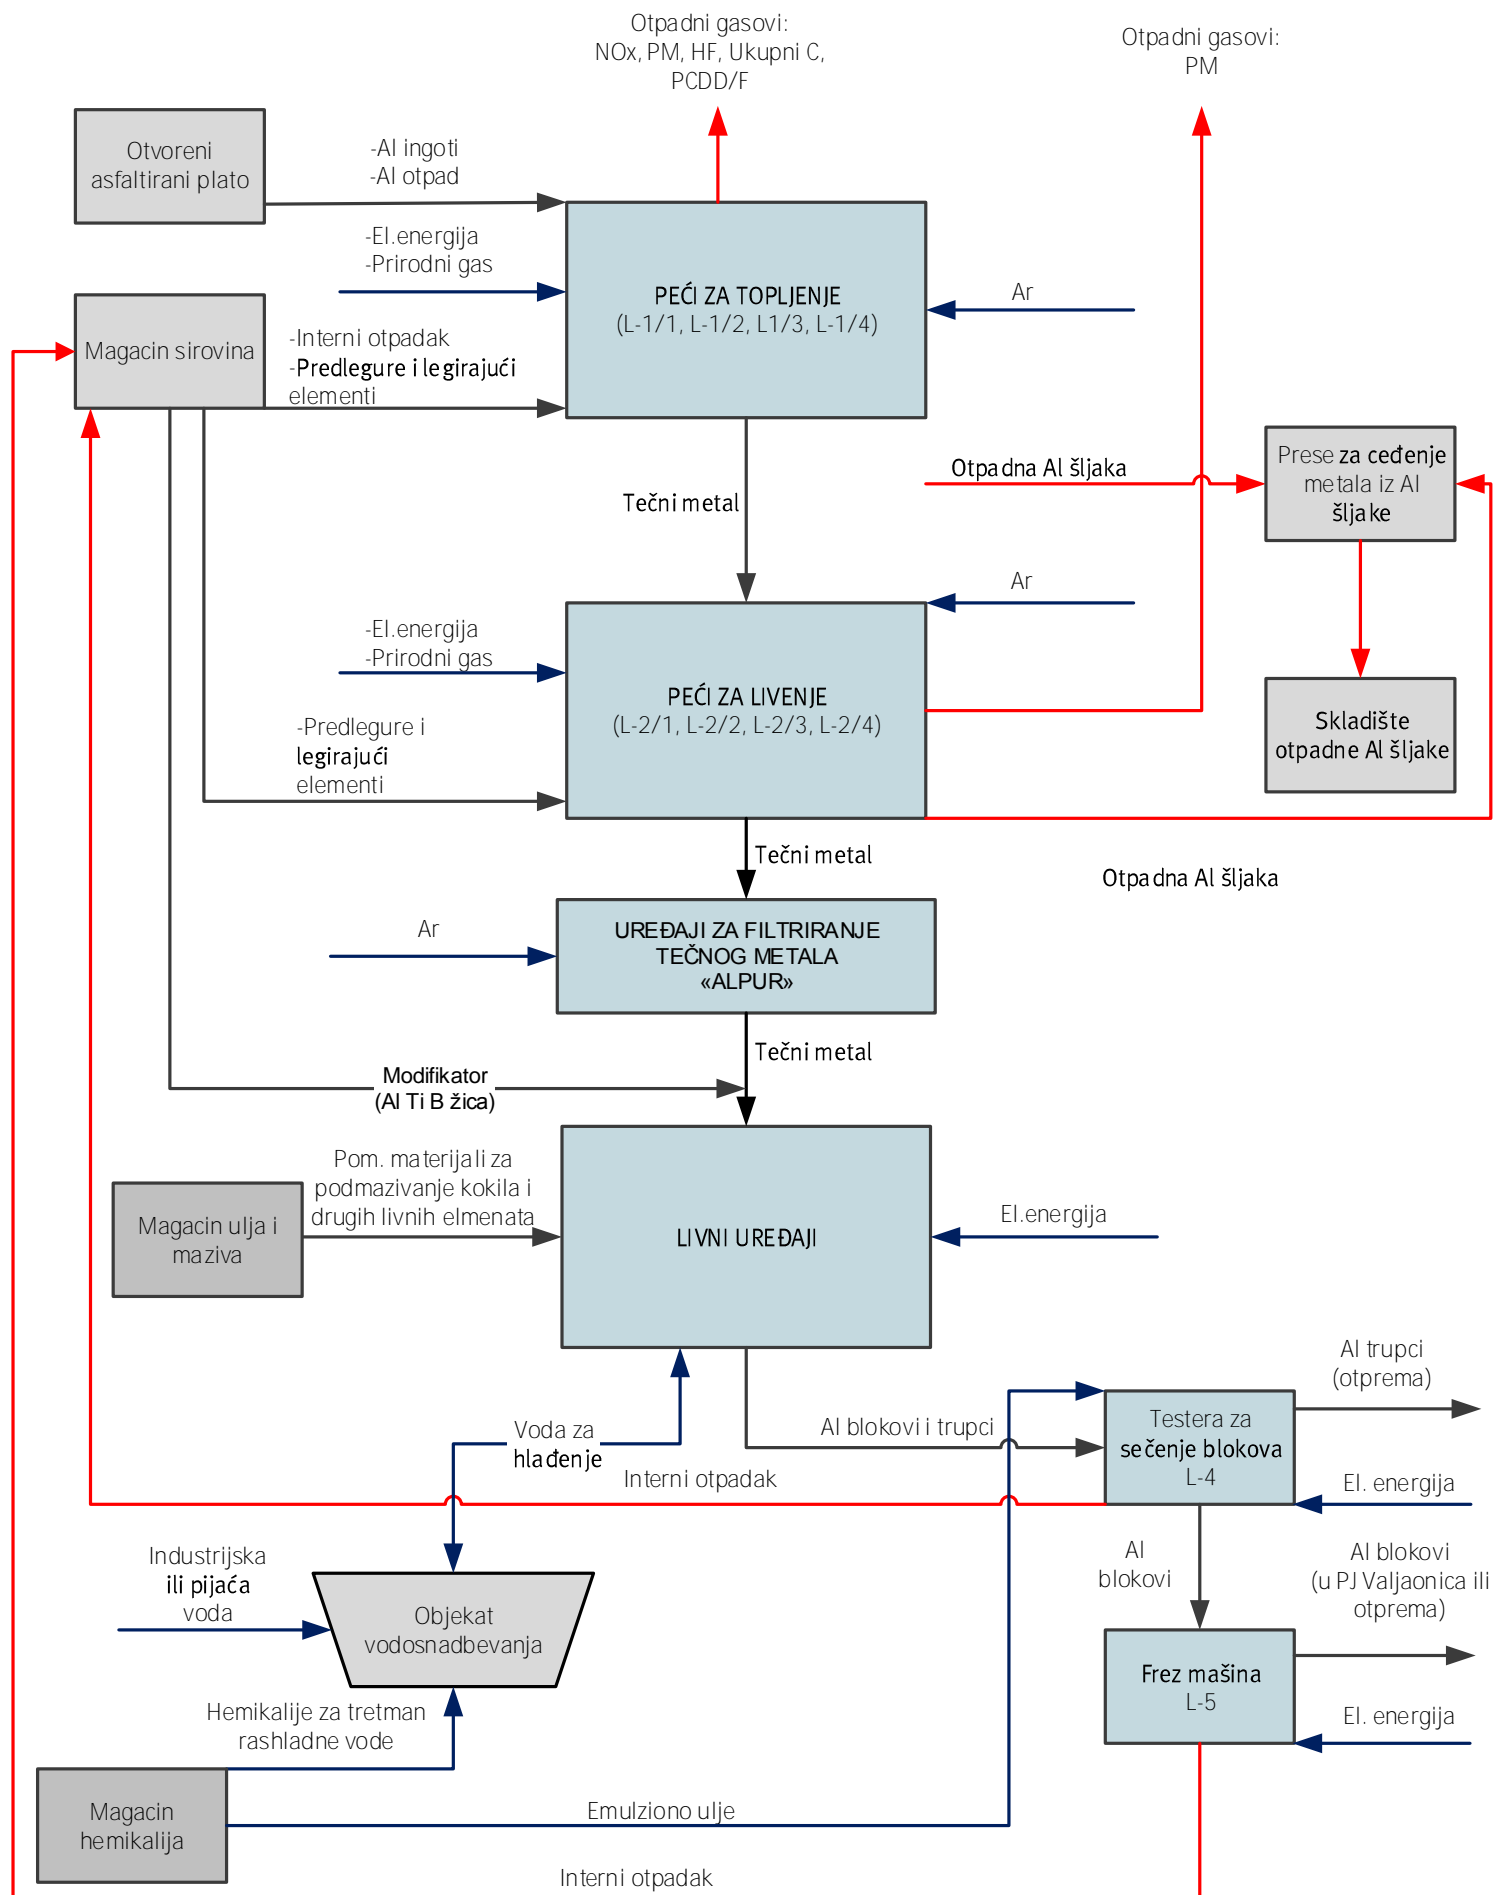 Otpadni gasovi:
NOx, PM, HF, Ukupni C,
PCDD/F
Otpadni gasovi:
PM
Otvoreni
asfaltirani plato
-Al ingoti
-Al otpad
-El.energija
-Prirodni gas
PEĆI ZA TOPLJENJE
(L-1/1, L-1/2, L1/3, L-1/4)
Ar
Magacin sirovina
-Interni otpadak
-Predlegure i legirajući
elementi
Otpadna Al šljaka
Prese za ceđenje
metala iz Al
šljake
Tečni metal
Ar
-El.energija
-Prirodni gas
PEĆI ZA LIVENJE
(L-2/1, L-2/2, L-2/3, L-2/4)
Skladište
otpadne Al šljake
-Predlegure i
legirajući
elementi
Tečni metal
Otpadna Al šljaka
Ar
UREĐAJI ZA FILTRIRANJE
TEČNOG METALA
«ALPUR»
Tečni metal
Modifikator
(Al Ti B žica)
Pom. materijali za
podmazivanje kokila i
drugih livnih elmenata
Magacin ulja i
maziva
LIVNI UREĐAJI
El.energija
Al trupci
(otprema)
Voda za
hlađenje
Al blokovi i trupci
Testera za
sečenje blokova
L-4
Interni otpadak
El. energija
Industrijska
ili pijaća
voda
Al
blokovi
Al blokovi
(u PJ Valjaonica ili
otprema)
Objekat
vodosnadbevanja
Frez mašina
L-5
Hemikalije za tretman
rashladne vode
El. energija
Magacin
hemikalija
Emulziono ulje
Interni otpadak